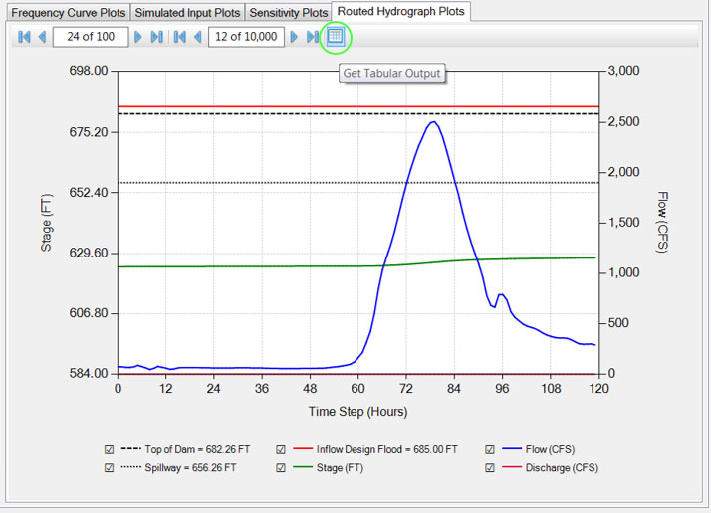 Frequency Curve Plots Simulated Input Plots Sensitivity Plots Routed Hydrograph Plots
24 of 100 12 of 10,000
Get Tabular Output
698.00 3,000
675.20 2,500
652.40 2,000
1,500
629.60 1,000
606.80 500
584.00 0
Stage (FT)
Flow (CFS)
0 12 24 36 48 60 72 84 96 108 120
Time Step (Hours)
Top of Dam = 682.26 FT Inflow Design Flood = 685.00 FT Flow (CFS)
Spillway = 656.26 FT Stage (FT) Discharge (CFS)